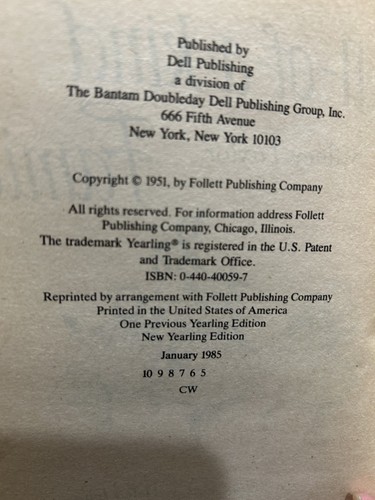 Published by
Dell Publishing
a division of
The Bantam Doubleday Dell Publishing Group, Inc.
666 Fifth Avenue
New York, New York 10103
Copyright © 1951, by Follett Publishing Company
All rights reserved. For information address Follett
Publishing Company, Chicago, Illinois.
The trademark Yearling® is registered in the U.S. Patent
and Trademark Office.
ISBN: 0-440-40059-7
Reprinted by arrangement with Follett Publishing Company
Printed in the United States of America
One Previous Yearling Edition
New Yearling Edition
January 1985
10 9 8 7 6 5
CW